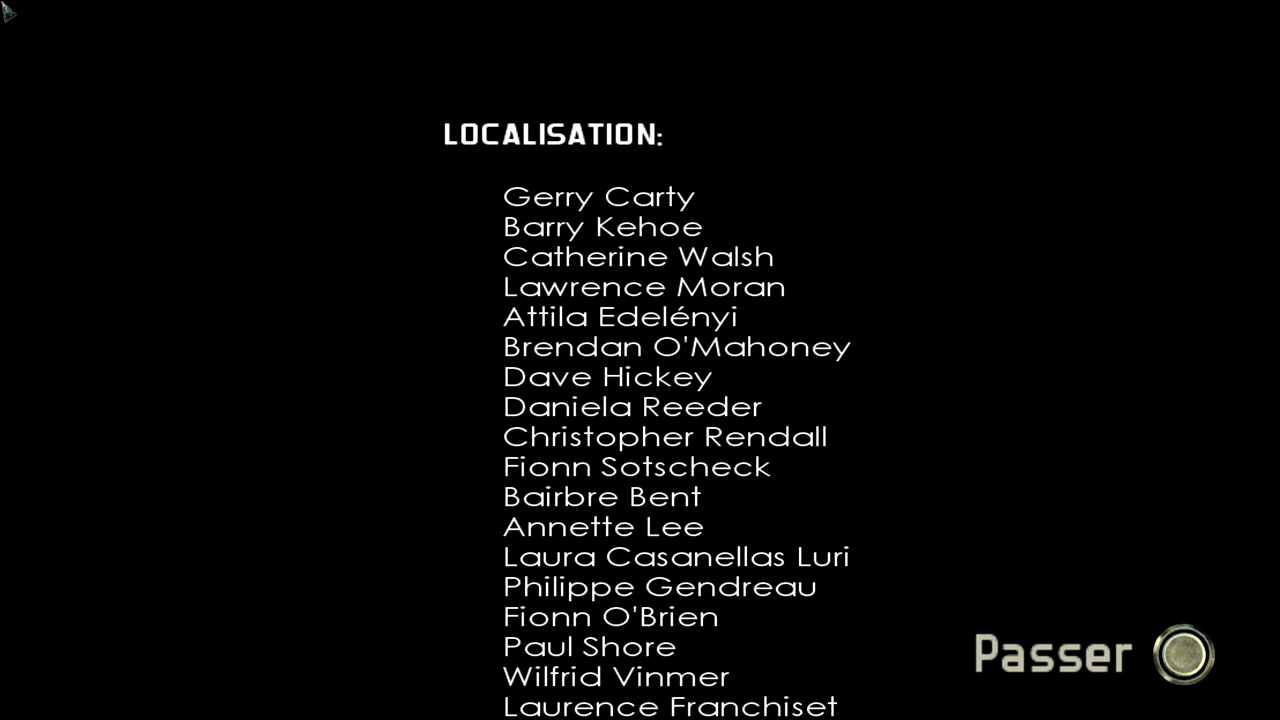 LOCALISATION:
Gerry Carty
Barry Kehoe
Catherine Walsh
Lawrence Moran
Attila Edelényi
Brendan O'Mahoney
Dave Hickey
Daniela Reeder
Christopher Rendall
Fionn Sotscheck
Bairbre Bent
Annette Lee
Laura Casanellas Luri
Philippe Gendreau
Fionn O'Brien
Paul Shore
Wilfrid Vinmer
Laurence Franchiset
Passer